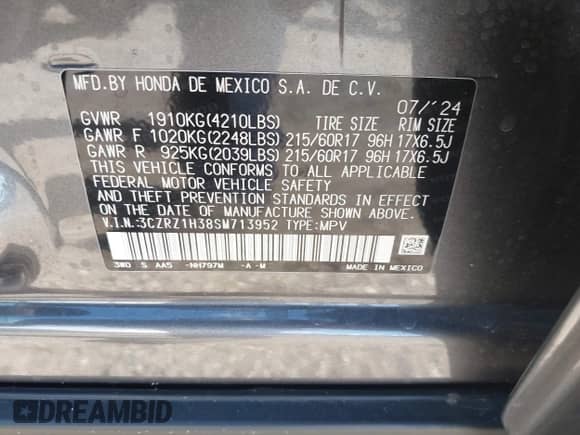 MFD.BY HONDA DE MEXICO S.A. DE C.V.
07/'24
GVWR 1910KG(4210LBS) TIRE SIZE RIM SIZE
GAWR F 1020KG(2248LBS) 215/60R17 96H 17X6.5J
GAWR R 925KG(2039LBS) 215/60R17 96H 17X6.5J
THIS VEHICLE CONFORMS TO ALL APPLICABLE
FEDERAL MOTOR VEHICLE SAFETY
AND THEFT PREVENTION STANDARDS IN EFFECT ON
THE DATE OF MANUFACTURE SHOWN ABOVE.
V.I.N.:3CZRZ1H38SM713952 TYPE:MPV
3W0 S AA5 -NH797M -A -M MADE IN MEXICO
DREAMBID